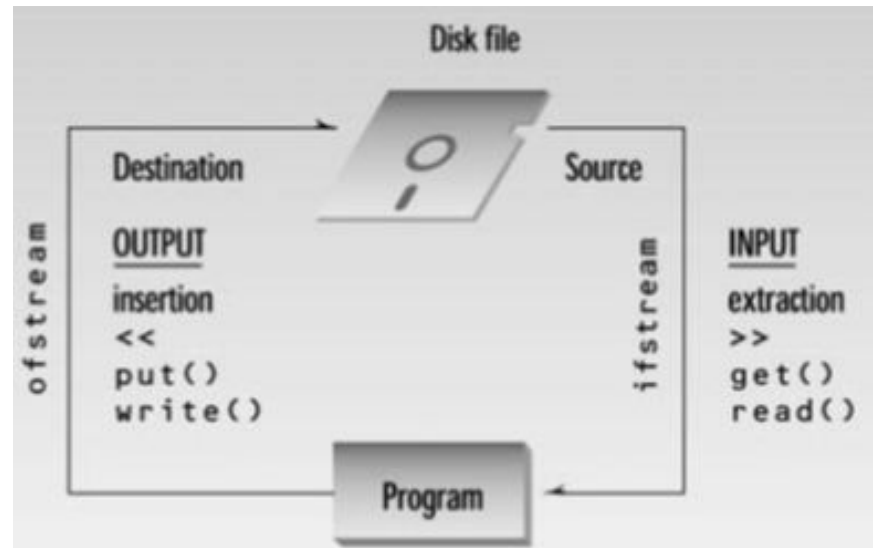 Disk file
Destination
Source
ofstream
OUTPUT
insertion
<<
put()
write()
ifstream
INPUT
extraction
>>
get()
read()
Program